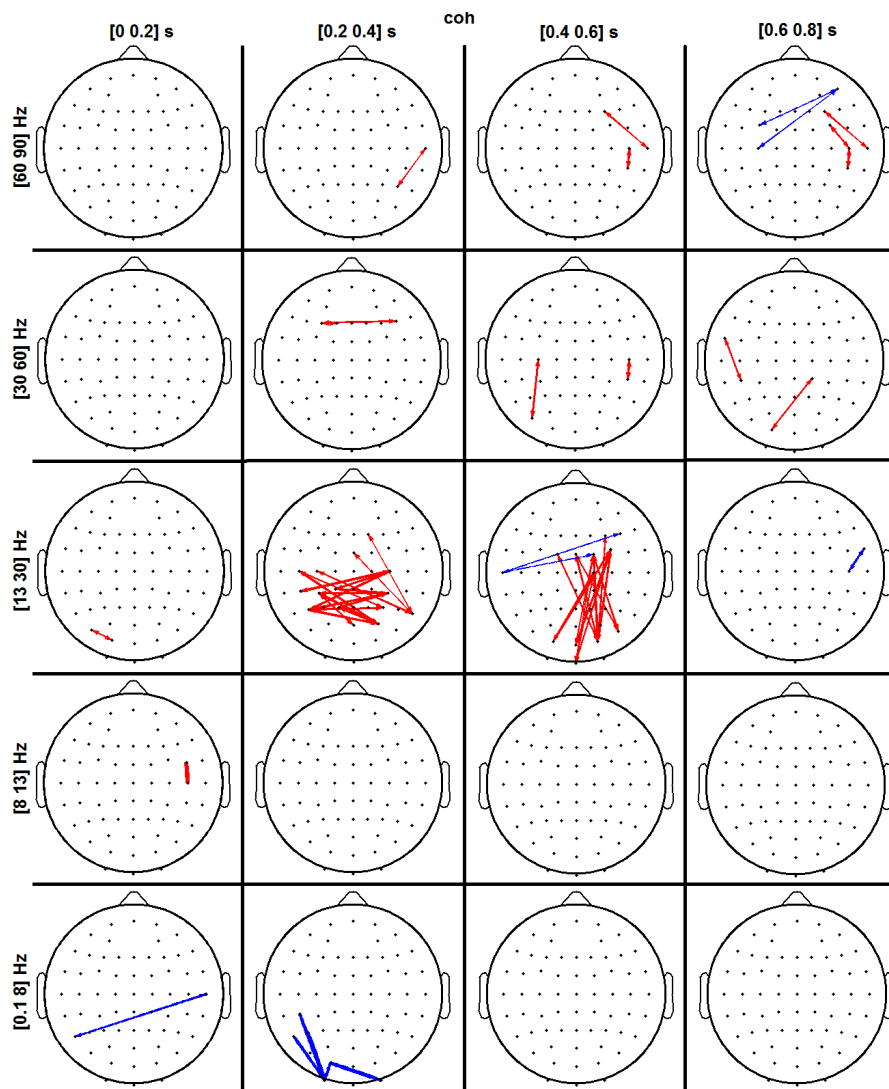 coh
[0 0.2] s [0.2 0.4] s [0.4 0.6] s [0.6 0.8] s
[60 90] Hz
[30 60] Hz
[13 30] Hz
[8 13] Hz
[0.1 8] Hz